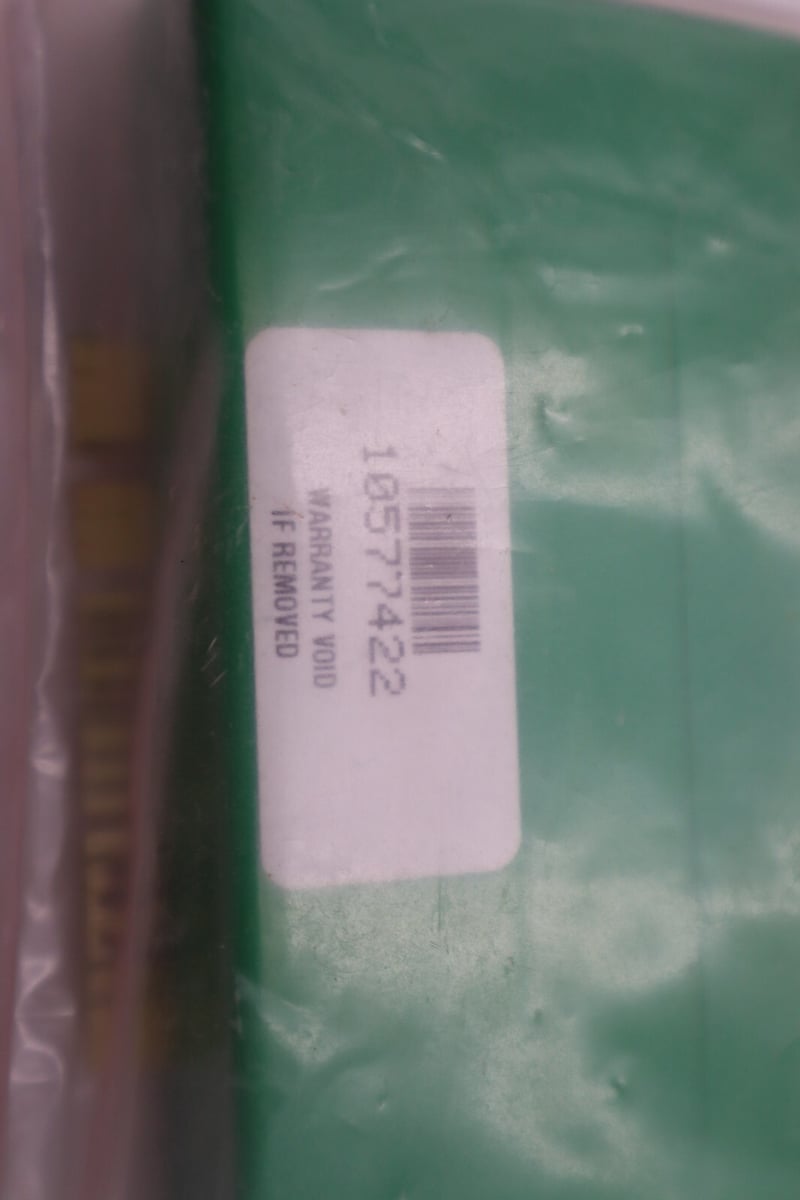 10577422
WARRANTY VOID
IF REMOVED